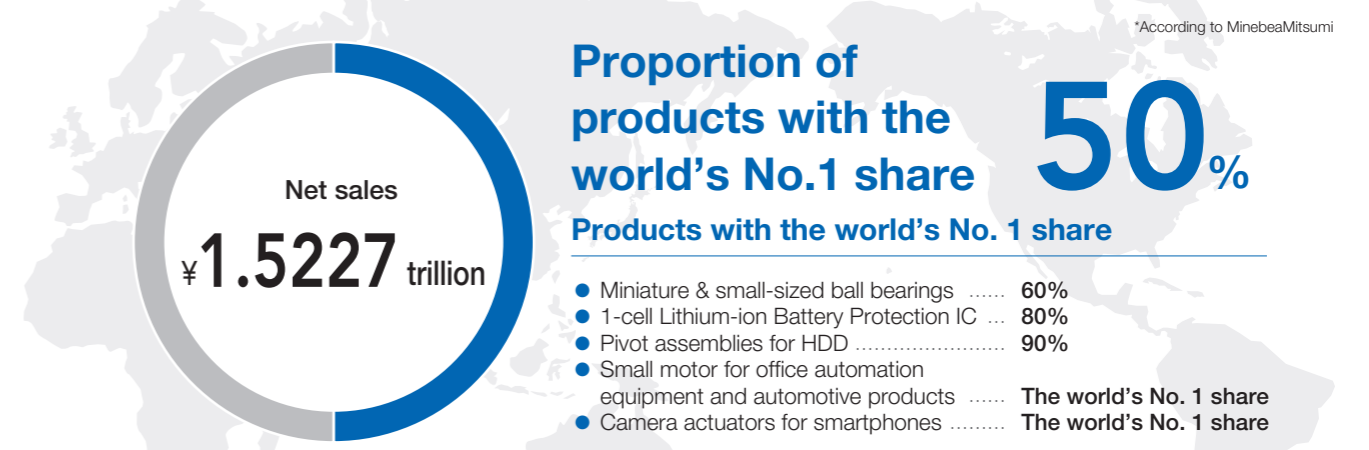 *According to MinebeaMitsumi
Net sales
¥1.5227 trillion
Proportion of
products with the
world's No.1 share
50%
Products with the world's No. 1 share
● Miniature & small-sized ball bearings ...... 60%
● 1-cell Lithium-ion Battery Protection IC ... 80%
● Pivot assemblies for HDD ........................ 90%
● Small motor for office automation
equipment and automotive products ...... The world's No. 1 share
● Camera actuators for smartphones ......... The world's No. 1 share